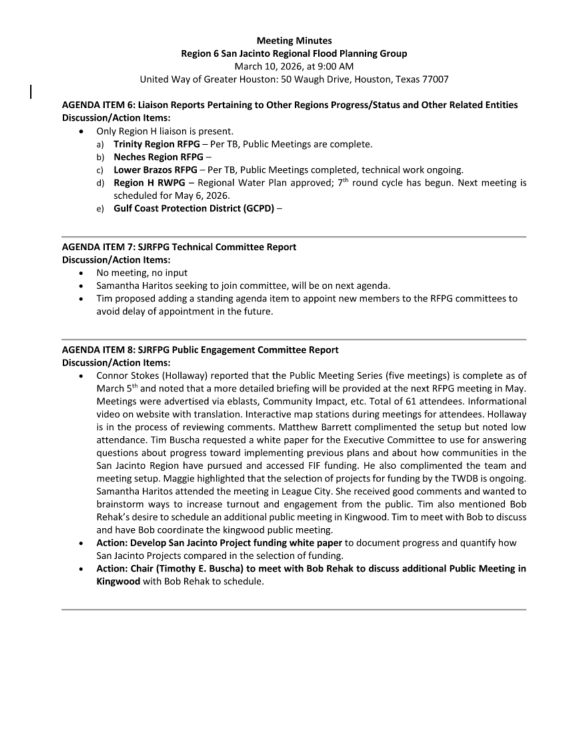 Meeting Minutes
Region 6 San Jacinto Regional Flood Planning Group
March 10, 2026, at 9:00 AM
United Way of Greater Houston: 50 Waugh Drive, Houston, Texas 77007
AGENDA ITEM 6: Liaison Reports Pertaining to Other Regions Progress/Status and Other Related Entities
Discussion/Action Items:
• Only Region H liaison is present.
a) Trinity Region RFPG – Per TB, Public Meetings are complete.
b) Neches Region RFPG –
c) Lower Brazos RFPG – Per TB, Public Meetings completed, technical work ongoing.
d) Region H RWPG – Regional Water Plan approved; 7th round cycle has begun. Next meeting is
scheduled for May 6, 2026.
e) Gulf Coast Protection District (GCPD) –
AGENDA ITEM 7: SJRFPG Technical Committee Report
Discussion/Action Items:
• No meeting, no input
• Samantha Haritos seeking to join committee, will be on next agenda.
• Tim proposed adding a standing agenda item to appoint new members to the RFPG committees to
avoid delay of appointment in the future.
AGENDA ITEM 8: SJRFPG Public Engagement Committee Report
Discussion/Action Items:
• Connor Stokes (Hollaway) reported that the Public Meeting Series (five meetings) is complete as of
March 5th and noted that a more detailed briefing will be provided at the next RFPG meeting in May.
Meetings were advertised via eblasts, Community Impact, etc. Total of 61 attendees. Informational
video on website with translation. Interactive map stations during meetings for attendees. Hollaway
is in the process of reviewing comments. Matthew Barrett complimented the setup but noted low
attendance. Tim Buscha requested a white paper for the Executive Committee to use for answering
questions about progress toward implementing previous plans and about how communities in the
San Jacinto Region have pursued and accessed FIF funding. He also complimented the team and
meeting setup. Maggie highlighted that the selection of projects for funding by the TWDB is ongoing.
Samantha Haritos attended the meeting in League City. She received good comments and wanted to
brainstorm ways to increase turnout and engagement from the public. Tim also mentioned Bob
Rehak's desire to schedule an additional public meeting in Kingwood. Tim to meet with Bob to discuss
and have Bob coordinate the kingwood public meeting.
• Action: Develop San Jacinto Project funding white paper to document progress and quantify how
San Jacinto Projects compared in the selection of funding.
• Action: Chair (Timothy E. Buscha) to meet with Bob Rehak to discuss additional Public Meeting in
Kingwood with Bob Rehak to schedule.